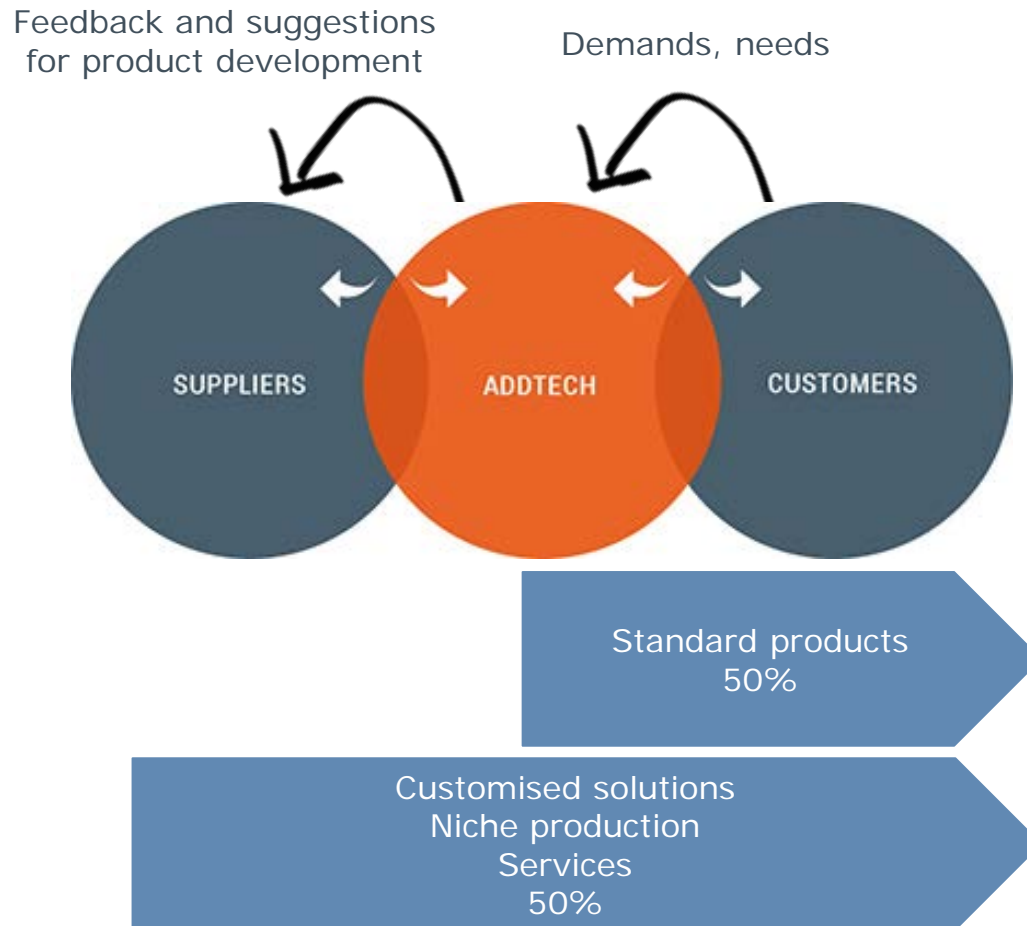 Feedback and suggestions
for product development
Demands, needs
SUPPLIERS
ADDTECH
CUSTOMERS
Standard products
50%
Customised solutions
Niche production
Services
50%